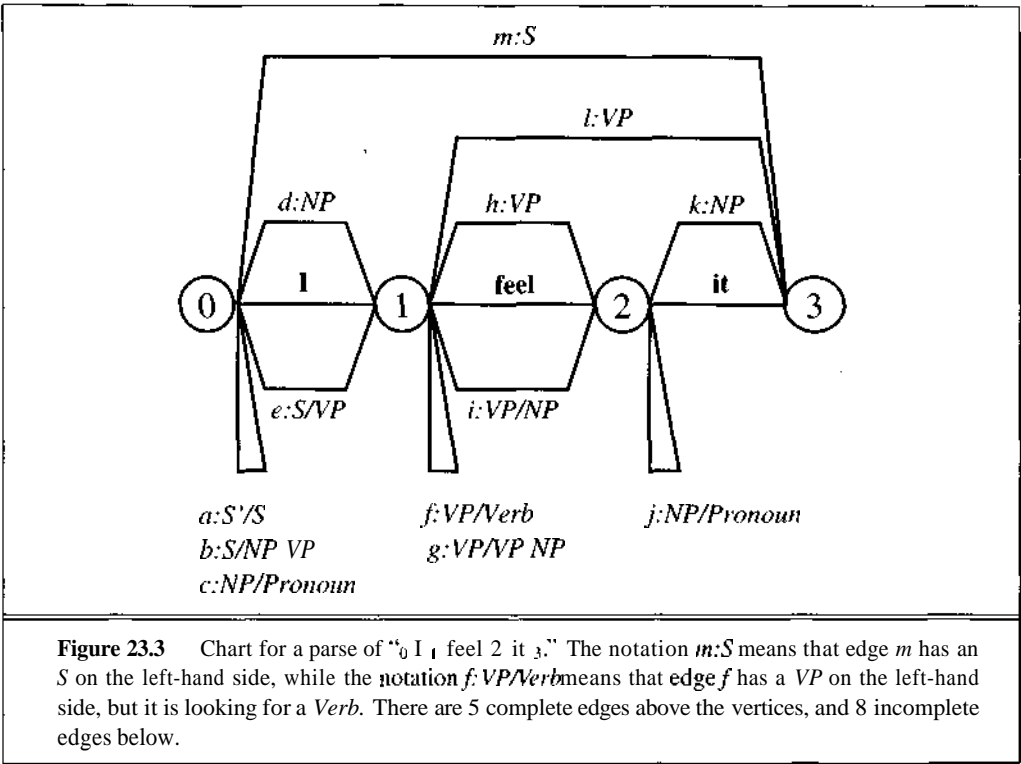 m:S
l:VP
d:NP h:VP k:NP
I feel it
0 1 2 3
e:S/VP i:VP/NP
a:S'/S f:VP/Verb j:NP/Pronoun
b:S/NP VP g:VP/VP NP
c:NP/Pronoun
Figure 23.3 Chart for a parse of “0 I 1 feel 2 it 3.” The notation m:S means that edge m has an
S on the left-hand side, while the notation f:VP/Verb means that edge f has a VP on the left-hand
side, but it is looking for a Verb. There are 5 complete edges above the vertices, and 8 incomplete
edges below.